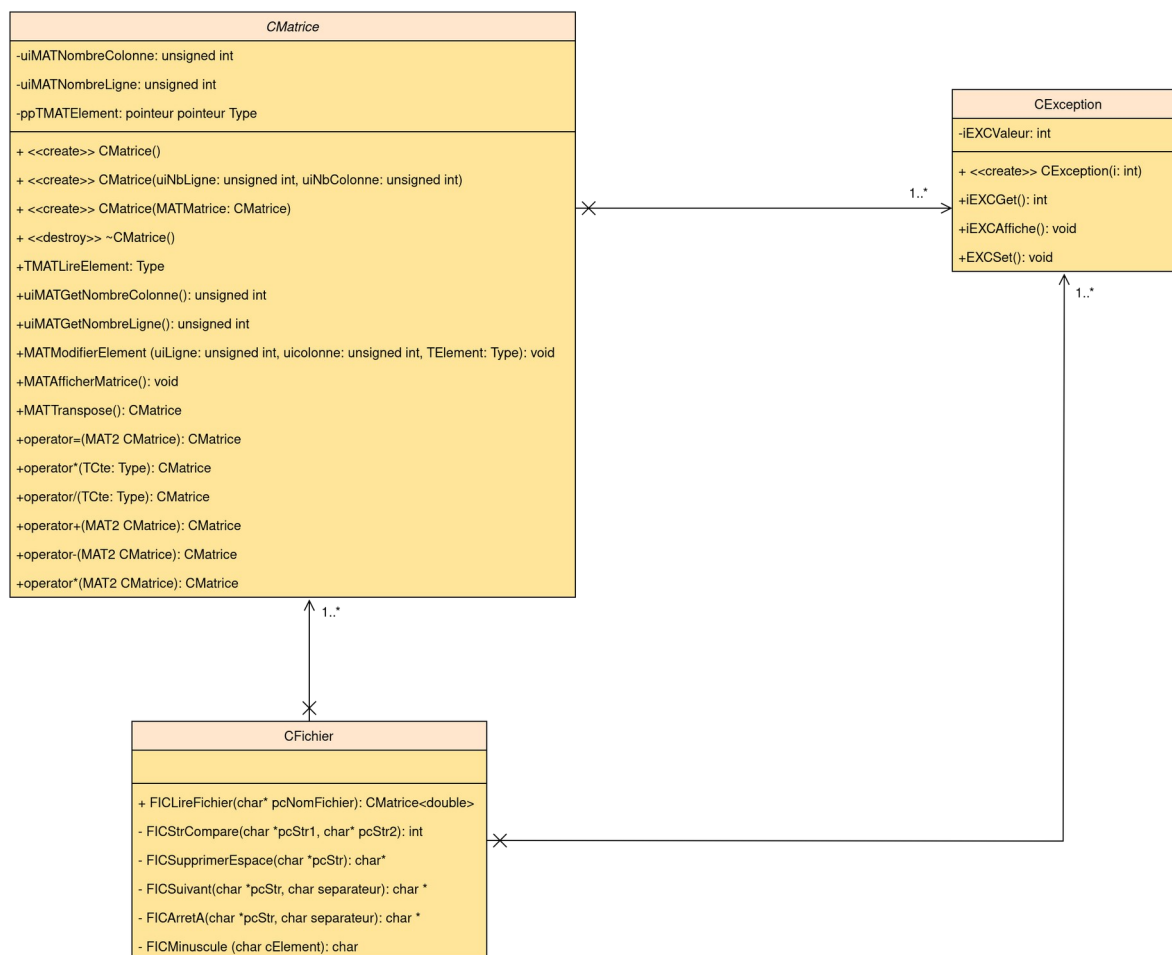 CMatrice
-uiMATNombreColonne: unsigned int
-uiMATNombreLigne: unsigned int
-ppTMATElement: pointeur pointeur Type
+ <<create>> CMatrice()
+ <<create>> CMatrice(uiNbLigne: unsigned int, uiNbColonne: unsigned int)
+ <<create>> CMatrice(MATMatrice: CMatrice)
+ <<destroy>> ~CMatrice()
+TMATLireElement: Type
+uiMATGetNombreColonne(): unsigned int
+uiMATGetNombreLigne(): unsigned int
+MATModifierElement (uiLigne: unsigned int, uicolonne: unsigned int, TElement: Type): void
+MATAfficherMatrice(): void
+MATTranspose(): CMatrice
+operator=(MAT2 CMatrice): CMatrice
+operator*(TCte: Type): CMatrice
+operator/(TCte: Type): CMatrice
+operator+(MAT2 CMatrice): CMatrice
+operator-(MAT2 CMatrice): CMatrice
+operator*(MAT2 CMatrice): CMatrice
1..*
CException
-iEXCValeur: int
+ <<create>> CException(i: int)
+iEXCGet(): int
+iEXCAffiche(): void
+EXCSet(): void
1..*
1..*
CFichier
+ FICLireFichier(char* pcNomFichier): CMatrice<double>
- FICStrCompare(char *pcStr1, char* pcStr2): int
- FICSupprimerEspace(char *pcStr): char*
- FICSuivant(char *pcStr, char separateur): char *
- FICArretA(char *pcStr, char separateur): char *
- FICMinuscule (char cElement): char